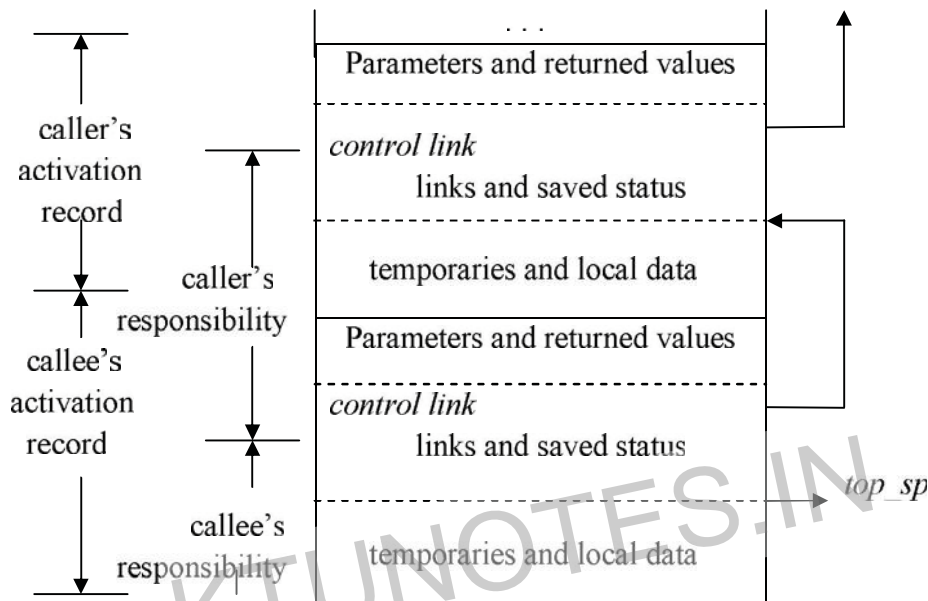 . . .
Parameters and returned values
caller's
activation
record
control link
links and saved status
temporaries and local data
caller's
responsibility
Parameters and returned values
callee's
activation
record
control link
links and saved status
top_sp
callee's
responsibility
temporaries and local data
KTUNOTES.IN